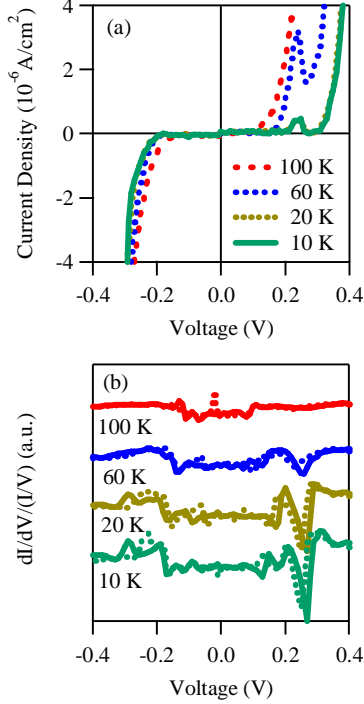 (a)
Current Density (10⁻⁶ A/cm²)
4
2
0
-2
-4
100 K
60 K
20 K
10 K
-0.4 -0.2 0.0 0.2 0.4
Voltage (V)
(b)
dI/dV/(I/V) (a.u.)
100 K
60 K
20 K
10 K
-0.4 -0.2 0.0 0.2 0.4
Voltage (V)